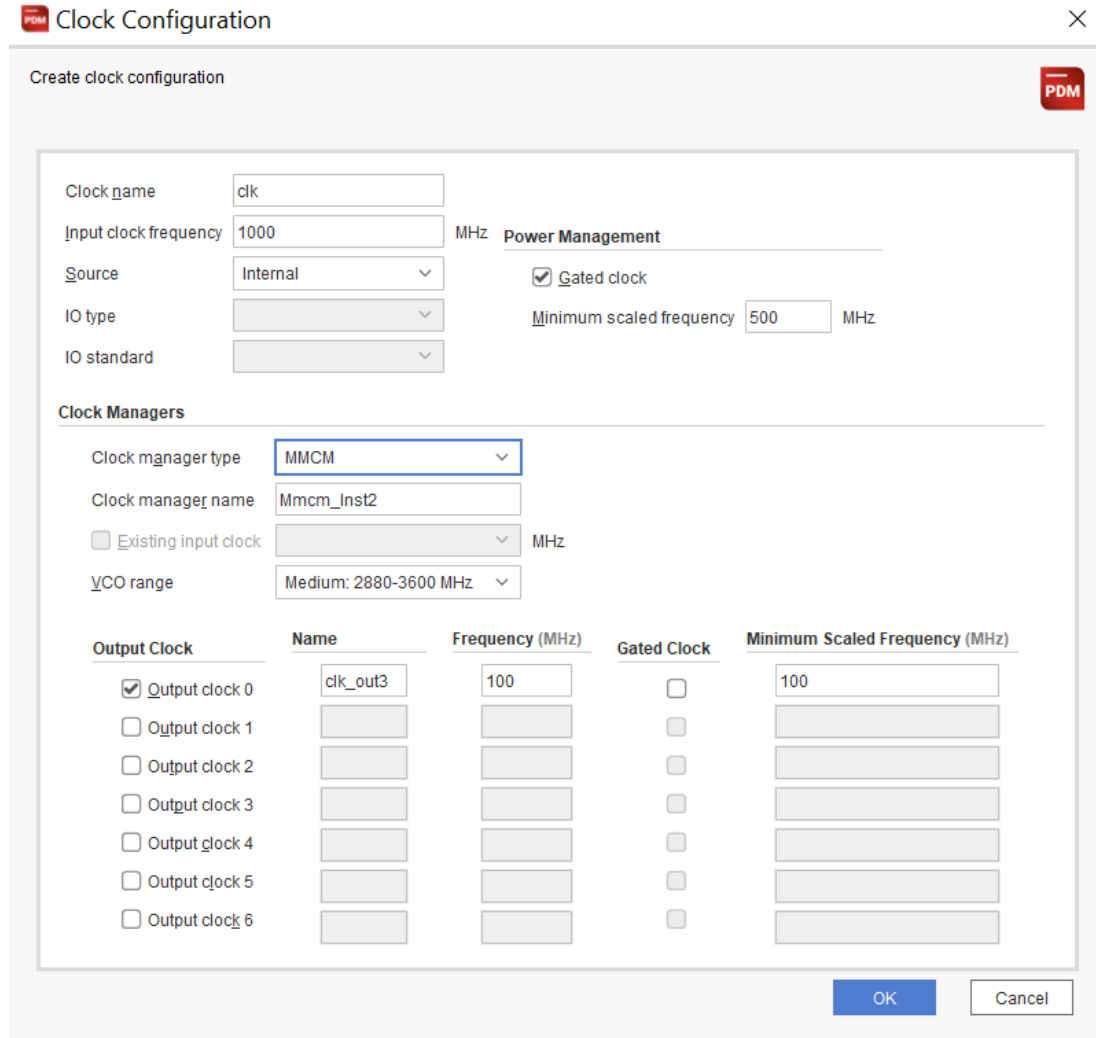 PDM Clock Configuration
Create clock configuration
PDM
Clock name clk
Input clock frequency 1000 MHz
Power Management
Source Internal
Gated clock
IO type
Minimum scaled frequency 500 MHz
IO standard
Clock Managers
Clock manager type MMCM
Clock manager name Mmcm_Inst2
Existing input clock MHz
VCO range Medium: 2880-3600 MHz
Output Clock Name Frequency (MHz) Gated Clock Minimum Scaled Frequency (MHz)
Output clock 0 clk_out3 100 100
Output clock 1
Output clock 2
Output clock 3
Output clock 4
Output clock 5
Output clock 6
OK Cancel